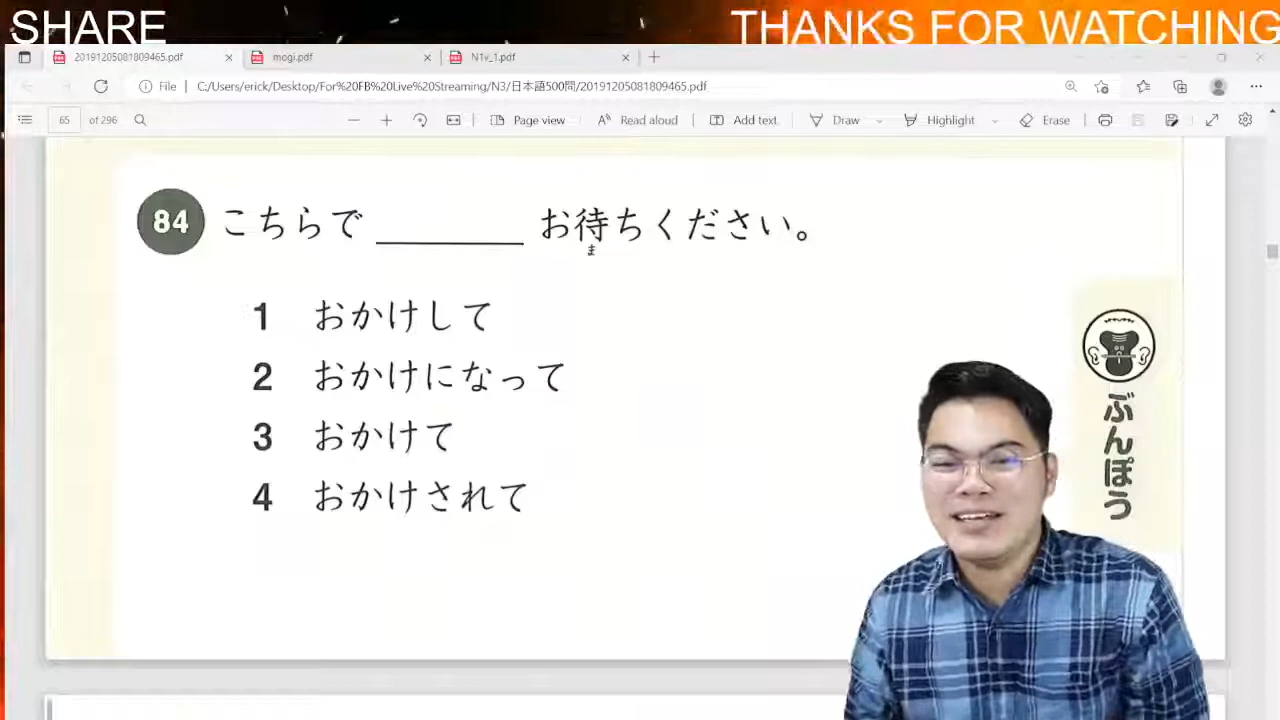 SHARE
THANKS FOR WATCHING
20191205081809465.pdf
mogi.pdf
N1v_1.pdf
File
C:/Users/erick/Desktop/For%20FB%20Live%20Streaming/N3/日本語500問/20191205081809465.pdf
65 of 296
Page view
Read aloud
Add text
Draw
Highlight
Erase
84 こちらで ________ お待ちください。
ま
1 おかけして
2 おかけになって
3 おかけて
4 おかけされて
ぶんぽう